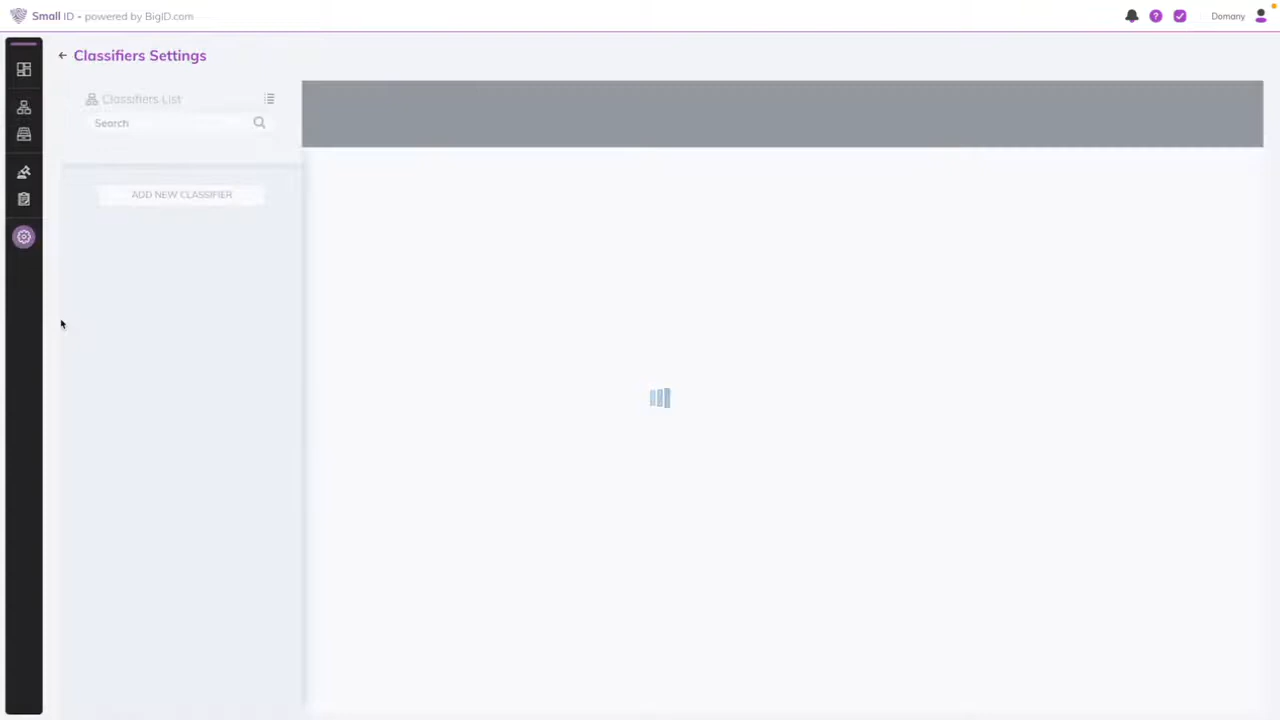 Small ID - powered by BigID.com
Domany
Classifiers Settings
Classifiers List
Search
ADD NEW CLASSIFIER